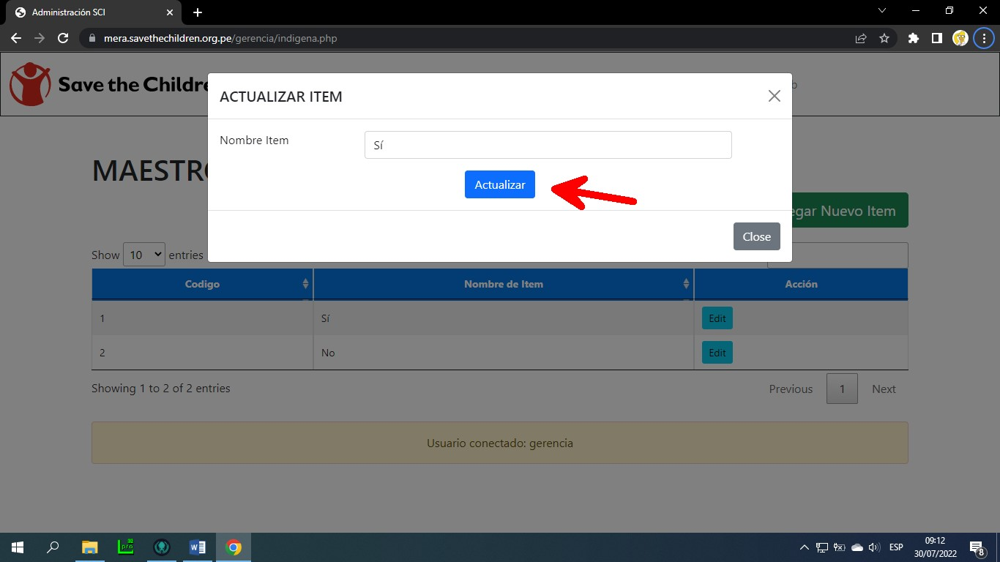 Administración SCI
mera.savethechildren.org.pe/gerencia/indigena.php
Save the Childre
ACTUALIZAR ITEM
Nombre Item
Sí
MAESTRO
Actualizar
egar Nuevo Item
Close
Show 10 entries
Codigo Nombre de Item Acción
1 Sí Edit
2 No Edit
Showing 1 to 2 of 2 entries
Previous 1 Next
Usuario conectado: gerencia
ESP
09:12
30/07/2022
8